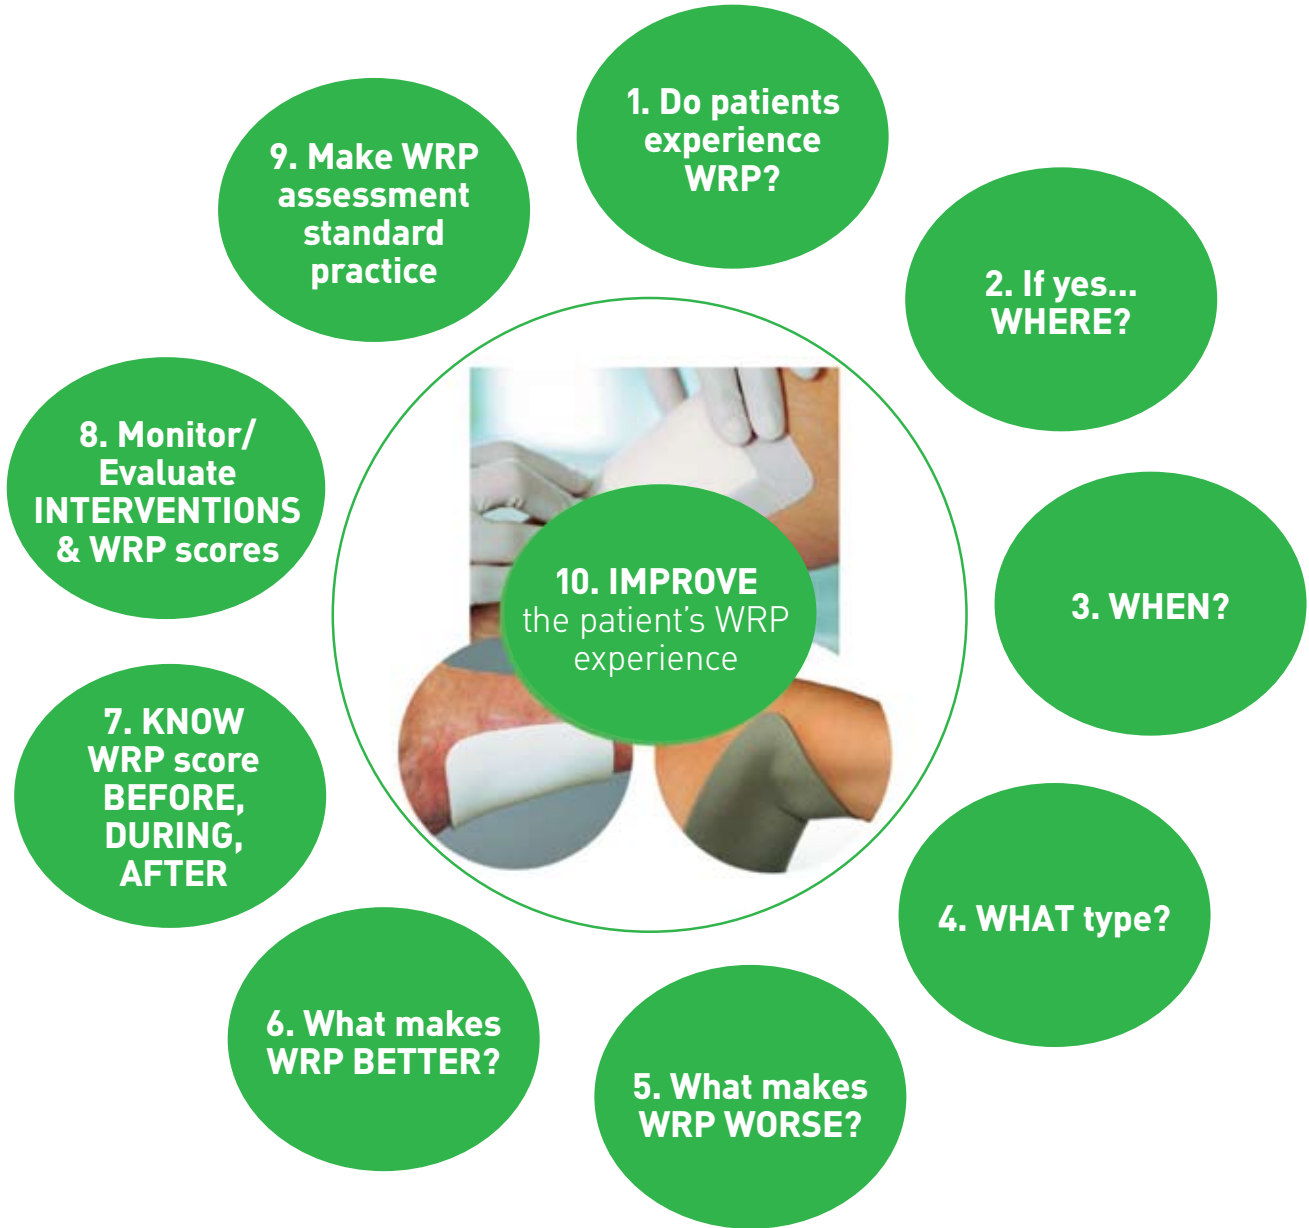 1. Do patients
experience
WRP?
2. If yes...
WHERE?
3. WHEN?
4. WHAT type?
5. What makes
WRP WORSE?
6. What makes
WRP BETTER?
7. KNOW
WRP score
BEFORE,
DURING,
AFTER
8. Monitor/
Evaluate
INTERVENTIONS
& WRP scores
9. Make WRP
assessment
standard
practice
10. IMPROVE
the patient’s WRP
experience